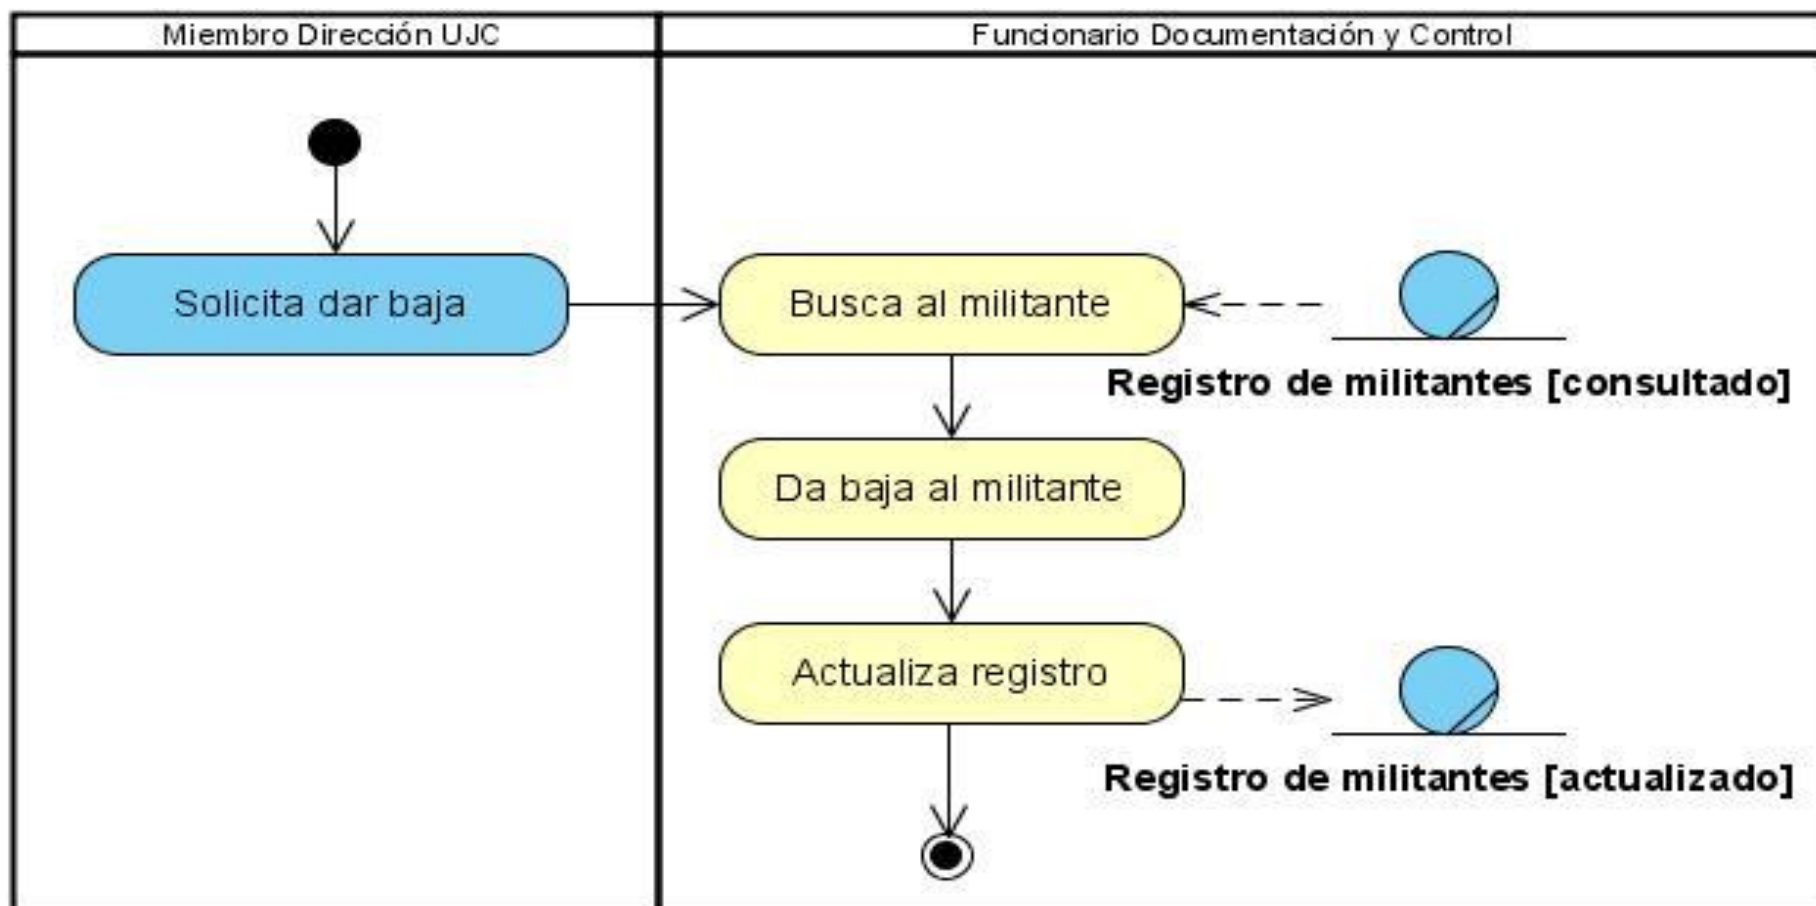 Miembro Dirección UJC
Funcionario Documentación y Control
Solicita dar baja
Busca al militante
Registro de militantes [consultado]
Da baja al militante
Actualiza registro
Registro de militantes [actualizado]